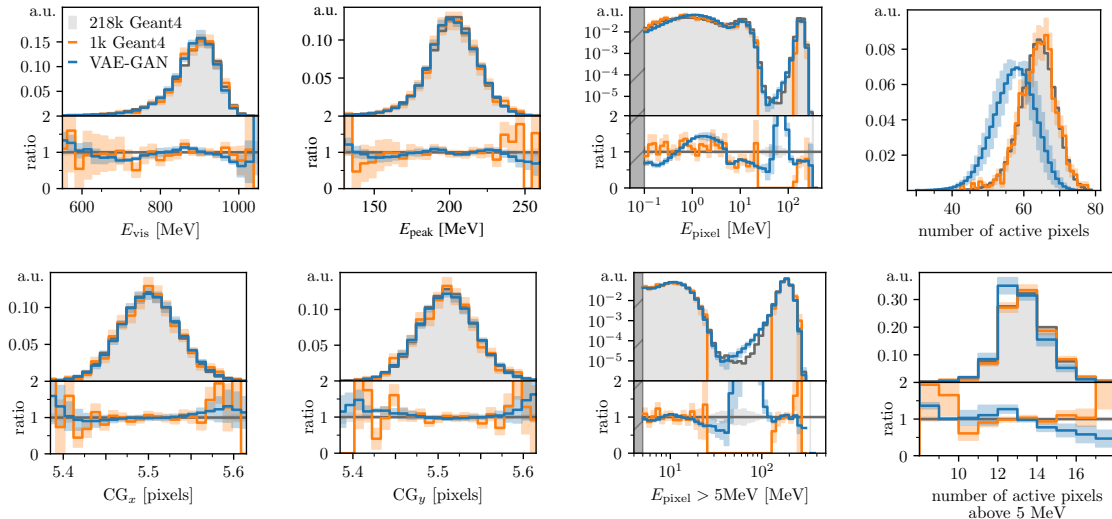 a.u.
218k Geant4
1k Geant4
VAE-GAN
0.15
0.10
0.05
2
ratio
1
0
600
800
1000
E_vis [MeV]
a.u.
0.10
0.05
2
ratio
1
0
150
200
250
E_peak [MeV]
a.u.
10^−2
10^−3
10^−4
10^−5
2
ratio
1
0
10^−1
10^0
10^1
10^2
E_pixel [MeV]
a.u.
0.08
0.06
0.04
0.02
40
60
80
number of active pixels
a.u.
0.10
0.05
2
ratio
1
0
5.4
5.5
5.6
CG_x [pixels]
a.u.
0.10
0.05
2
ratio
1
0
5.4
5.5
5.6
CG_y [pixels]
a.u.
10^−2
10^−3
10^−4
10^−5
2
ratio
1
0
10^1
10^2
E_pixel > 5MeV [MeV]
a.u.
0.30
0.20
0.10
2
ratio
1
0
10
12
14
16
number of active pixels
above 5 MeV